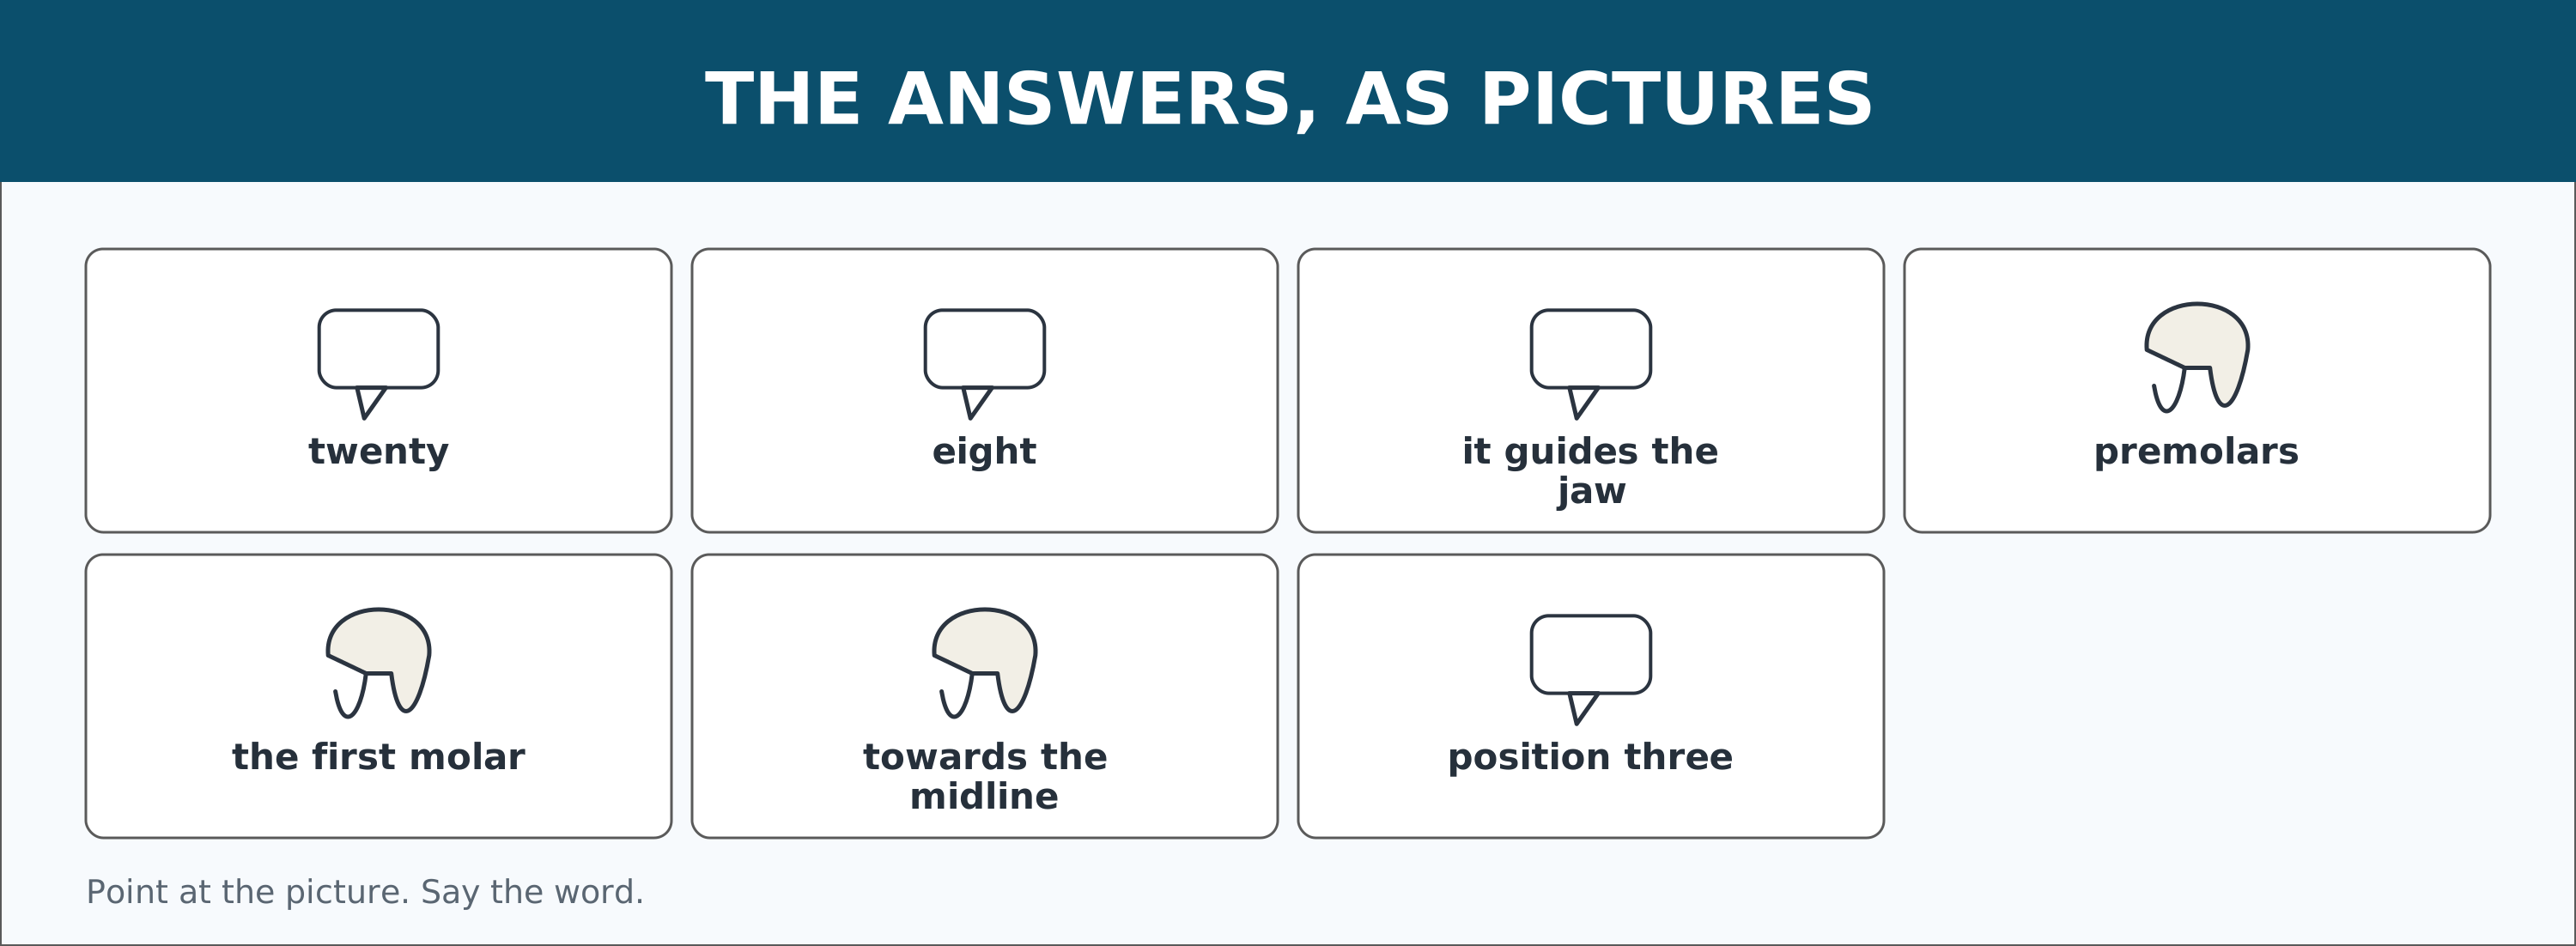 THE ANSWERS, AS PICTURES
twenty
eight
it guides the
jaw
premolars
the first molar
towards the
midline
position three
Point at the picture. Say the word.